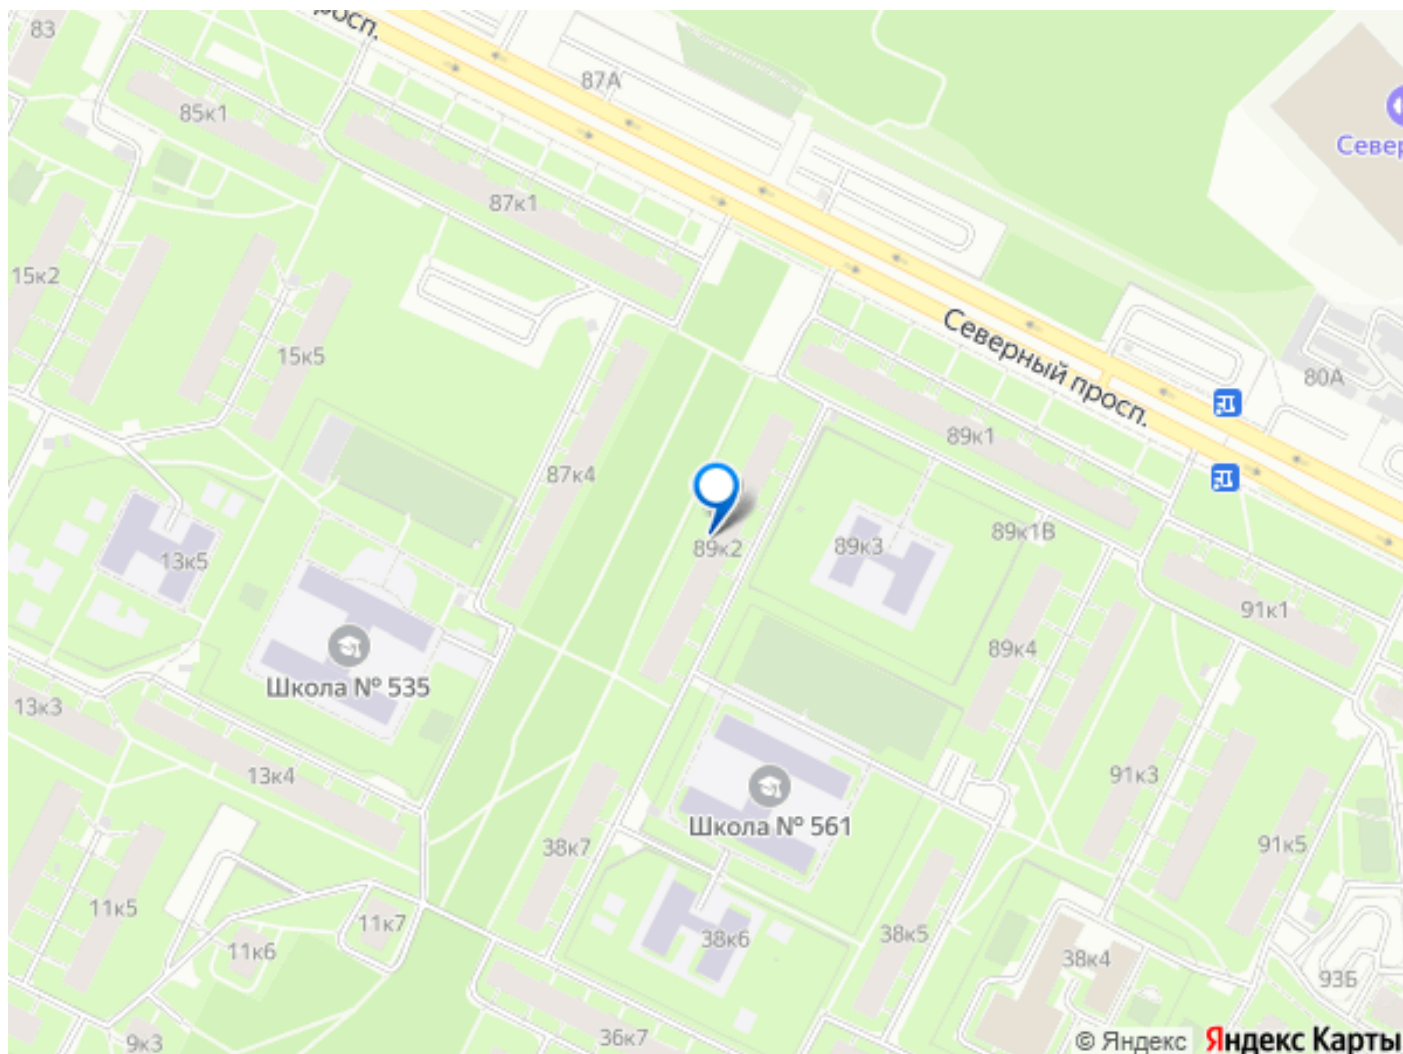 83
просп.
87А
85к1
Север
87к1
15к2
Северный просп.
15к5
80А
89к1
87к4
89к1В
89к2
89к3
13к5
91к1
89к4
Школа № 535
13к3
13к4
91к3
Школа № 561
38к7
91к5
11к5
11к7
38к5
38к6
11к6
38к4
93Б
36к7
9к3
© Яндекс Яндекс Карты